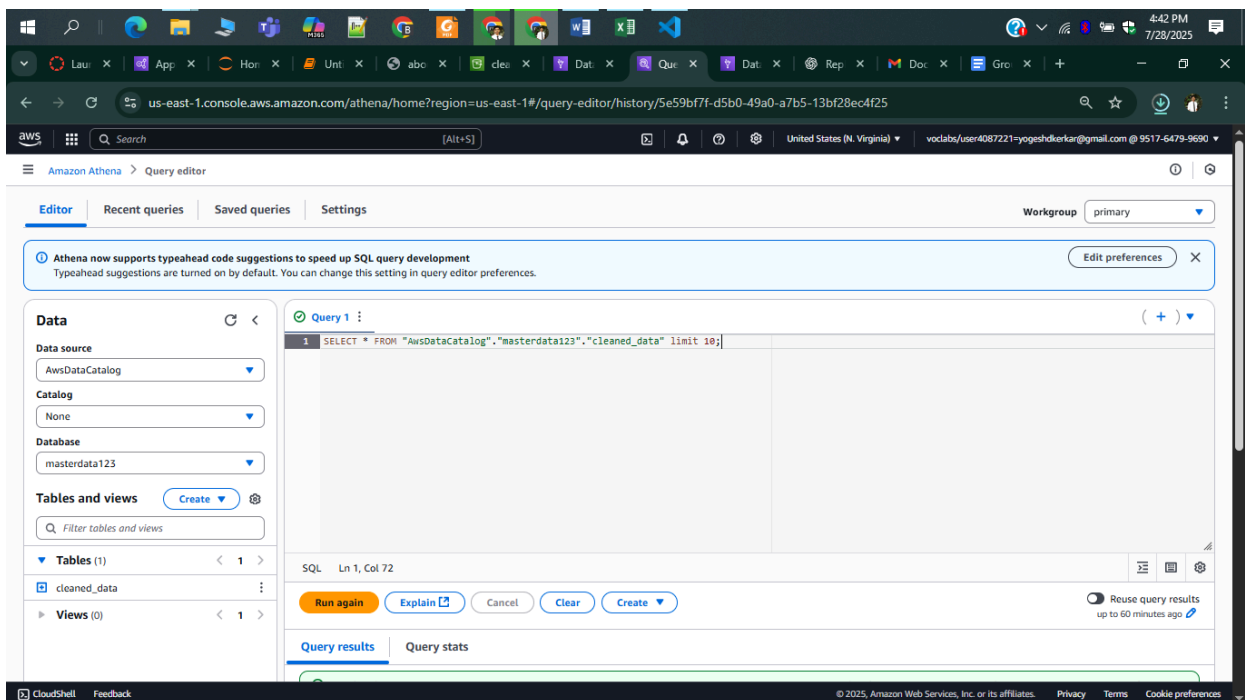 4:42 PM
7/28/2025
M365
Lau
App
Hon
Unti
abo
clea
Dat
Que
Dat
Rep
Doc
Gro
us-east-1.console.aws.amazon.com/athena/home?region=us-east-1#/query-editor/history/5e59bf7f-d5b0-49a0-a7b5-13bf28ec4f25
aws
Search [Alt+S]
United States (N. Virginia)
voclabs/user4087221=yogeshdkerkar@gmail.com @ 9517-6479-9690
Amazon Athena > Query editor
Editor Recent queries Saved queries Settings
Workgroup primary
Athena now supports typeahead code suggestions to speed up SQL query development
Typeahead suggestions are turned on by default. You can change this setting in query editor preferences.
Edit preferences
Data
Data source
AwsDataCatalog
Catalog
None
Database
masterdata123
Tables and views Create
Filter tables and views
Tables (1) < 1 >
cleaned_data
Views (0) < 1 >
Query 1
1 SELECT * FROM "AwsDataCatalog"."masterdata123"."cleaned_data" limit 10;
SQL Ln 1, Col 72
Run again Explain Cancel Clear Create
Reuse query results
up to 60 minutes ago
Query results Query stats
CloudShell Feedback
© 2025, Amazon Web Services, Inc. or its affiliates. Privacy Terms Cookie preferences